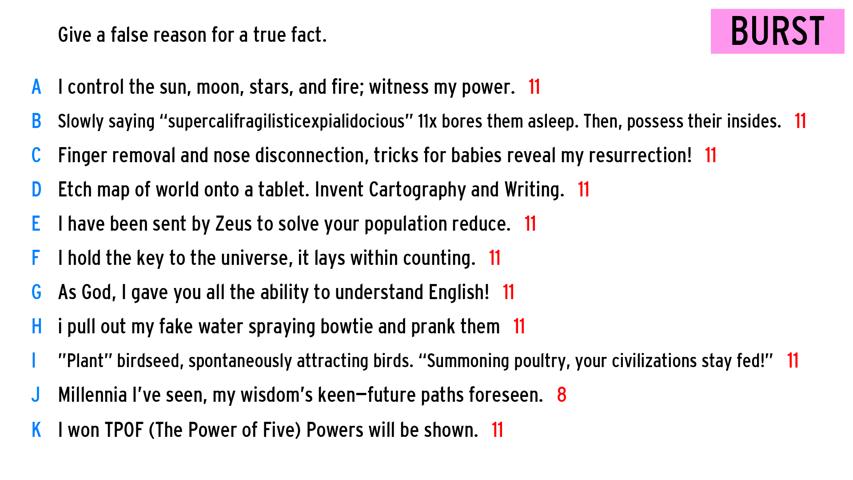 Give a false reason for a true fact.
BURST
A I control the sun, moon, stars, and fire; witness my power. 11
B Slowly saying “supercalifragilisticexpialidocious” 11x bores them asleep. Then, possess their insides. 11
C Finger removal and nose disconnection, tricks for babies reveal my resurrection! 11
D Etch map of world onto a tablet. Invent Cartography and Writing. 11
E I have been sent by Zeus to solve your population reduce. 11
F I hold the key to the universe, it lays within counting. 11
G As God, I gave you all the ability to understand English! 11
H i pull out my fake water spraying bowtie and prank them 11
I ”Plant” birdseed, spontaneously attracting birds. “Summoning poultry, your civilizations stay fed!” 11
J Millennia I’ve seen, my wisdom’s keen—future paths foreseen. 8
K I won TPOF (The Power of Five) Powers will be shown. 11